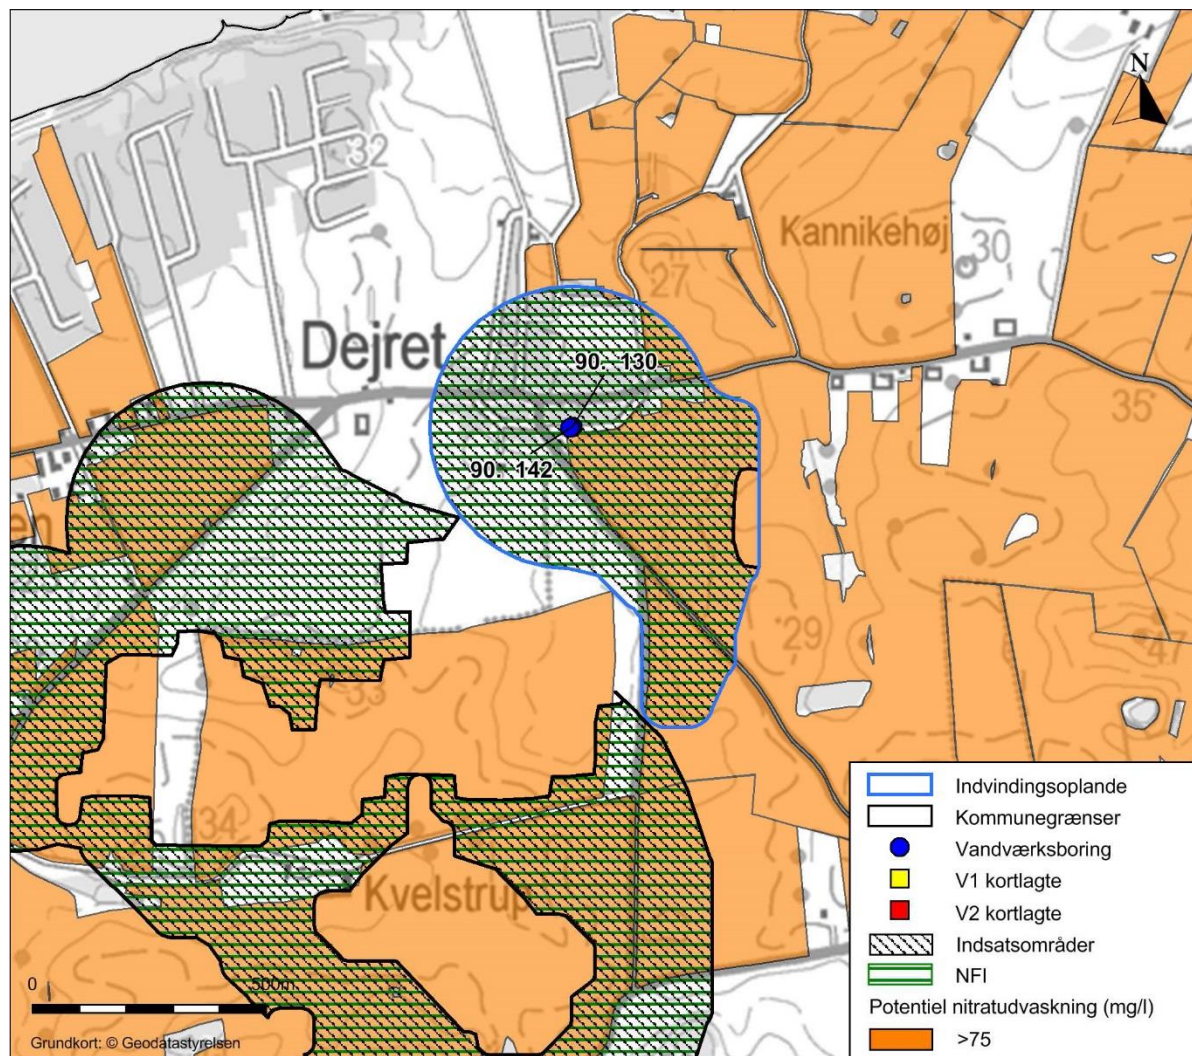 N
32
Kannikehøj
30
27
Dejret
90. 130
35
90. 142
en
29
47
33
34
Kvelstrup
Indvindingsoplande
Kommunegrænser
Vandværksboring
V1 kortlagte
V2 kortlagte
Indsatsområder
NFI
Potentiel nitratudvaskning (mg/l)
>75
0 500m
Grundkort: © Geodatastyrelsen